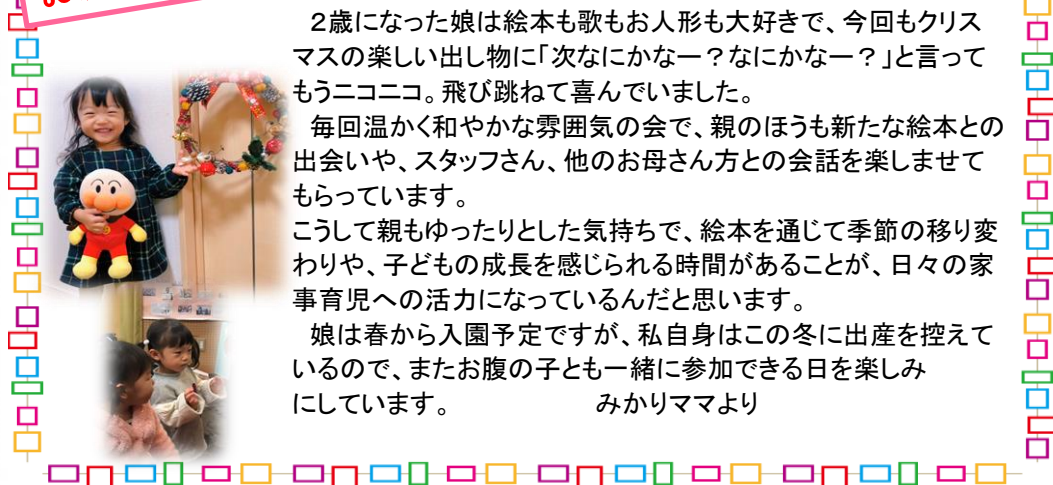 ２歳になった娘は絵本も歌もお人形も大好きで、今回もクリス
マスの楽しい出し物に「次なにかなー？なにかなー？」と言って
もうニコニコ。飛び跳ねて喜んでいました。
毎回温かく和やかな雰囲気の会で、親のほうも新たな絵本との
出会いや、スタッフさん、他のお母さん方との会話を楽しませて
もらっています。
こうして親もゆったりとした気持ちで、絵本を通じて季節の移り変
わりや、子どもの成長を感じられる時間があることが、日々の家
事育児への活力になっているんだと思います。
娘は春から入園予定ですが、私自身はこの冬に出産を控えて
いるので、またお腹の子とも一緒に参加できる日を楽しみ
にしています。 みかりママより